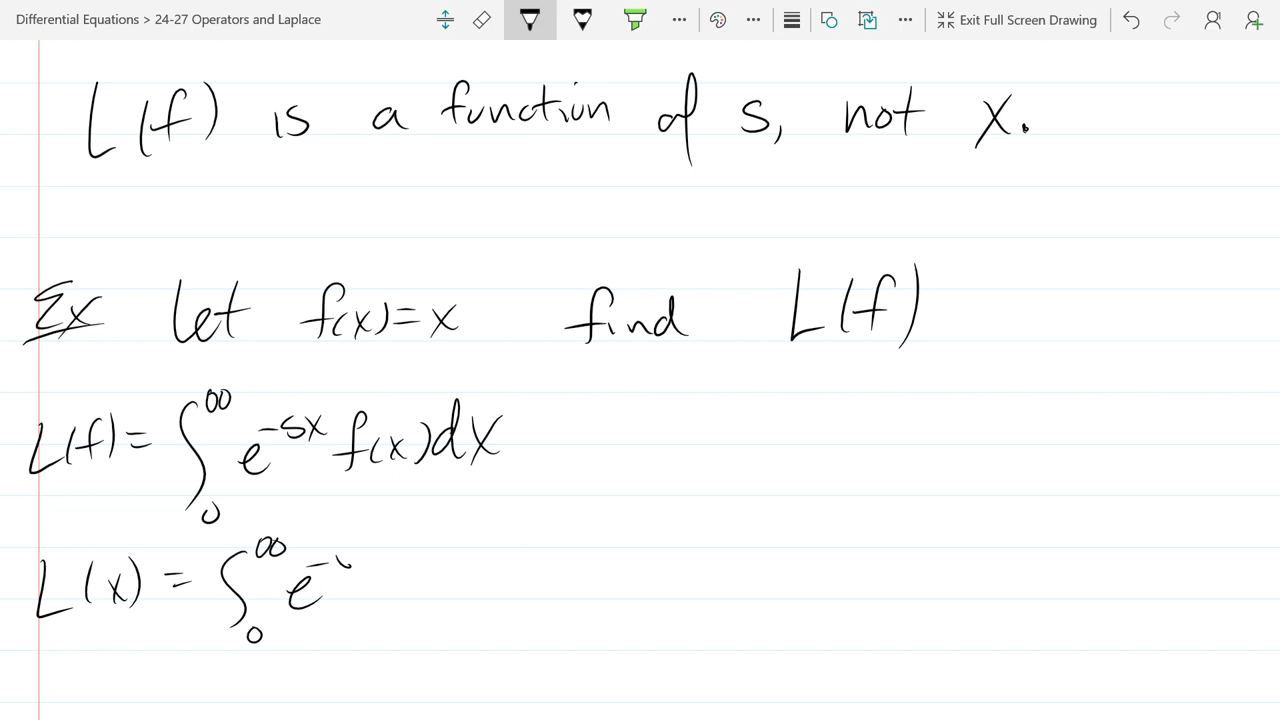 Differential Equations > 24-27 Operators and Laplace
Exit Full Screen Drawing
L(f) is a function of s, not x.
Ex let f(x)=x find L(f)
L(f)= ∫₀^∞ e^{-sx} f(x)dx
L(x) = ∫₀^∞ e^-